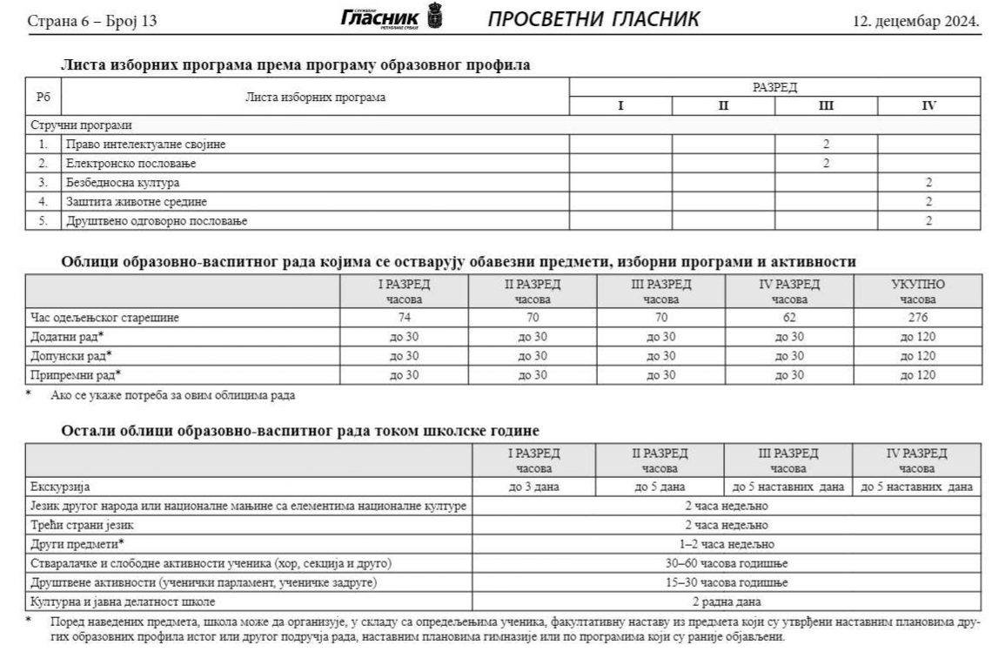 Страна 6 – Број 13
СЛУЖБЕНИ
Гласник
РЕПУБЛИКЕ СРБИЈЕ
ПРОСВЕТНИ ГЛАСНИК
12. децембар 2024.
Листа изборних програма према програму образовног профила
Рб Листа изборних програма РАЗРЕД
I II III IV
Стручни програми
1. Право интелектуалне својине 2
2. Електронско пословање 2
3. Безбедносна култура 2
4. Заштита животне средине 2
5. Друштвено одговорно пословање 2
Облици образовно-васпитног рада којима се остварују обавезни предмети, изборни програми и активности
I РАЗРЕД II РАЗРЕД III РАЗРЕД IV РАЗРЕД УКУПНО
часова часова часова часова часова
Час одељењског старешине 74 70 70 62 276
Додатни рад* до 30 до 30 до 30 до 30 до 120
Допунски рад* до 30 до 30 до 30 до 30 до 120
Припремни рад* до 30 до 30 до 30 до 30 до 120
* Ако се укаже потреба за овим облицима рада
Остали облици образовно-васпитног рада током школске године
I РАЗРЕД II РАЗРЕД III РАЗРЕД IV РАЗРЕД
часова часова часова часова
Екскурзија до 3 дана до 5 дана до 5 наставних дана до 5 наставних дана
Језик другог народа или националне мањине са елементима националне културе 2 часа недељно
Трећи страни језик 2 часа недељно
Други предмети* 1–2 часа недељно
Стваралачке и слободне активности ученика (хор, секција и друго) 30–60 часова годишње
Друштвене активности (ученички парламент, ученичке задруге) 15–30 часова годишње
Културна и јавна делатност школе 2 радна дана
* Поред наведених предмета, школа може да организује, у складу са опредељењима ученика, факултативну наставу из предмета који су утврђени наставним плановима дру-
гих образовних профила истог или другог подручја рада, наставним плановима гимназије или по програмима који су раније објављени.